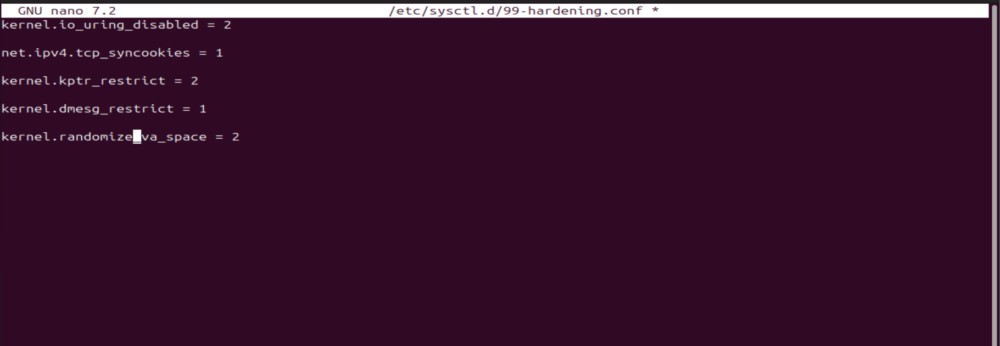 GNU nano 7.2 /etc/sysctl.d/99-hardening.conf *
kernel.io_uring_disabled = 2
net.ipv4.tcp_syncookies = 1
kernel.kptr_restrict = 2
kernel.dmesg_restrict = 1
kernel.randomize_va_space = 2